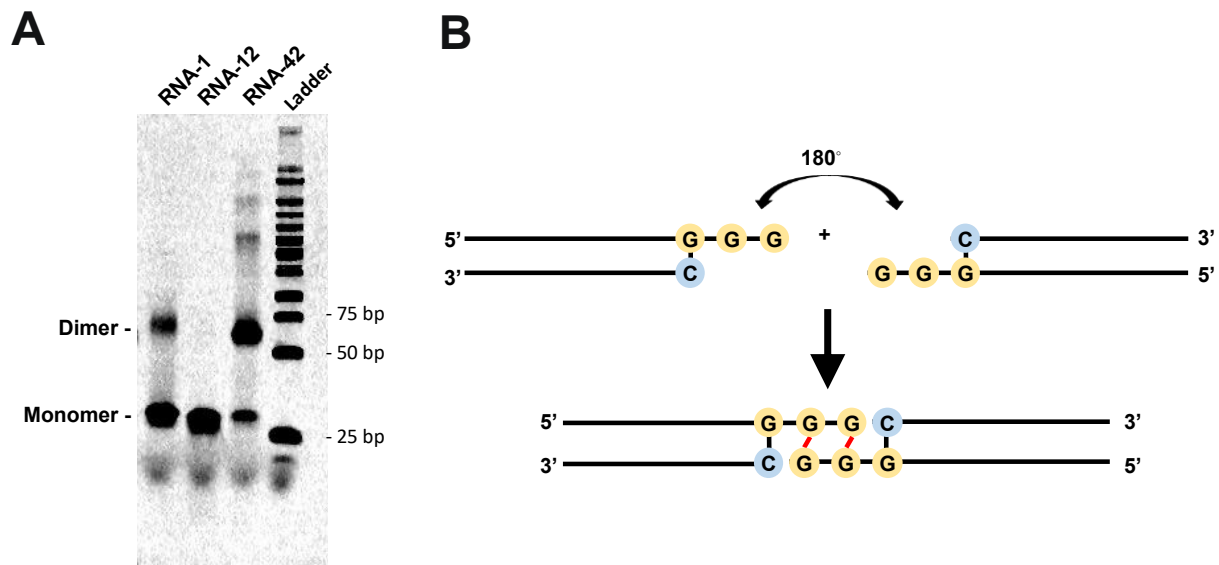 A
RNA-1
RNA-12
RNA-42
Ladder
Dimer -
Monomer -
- 75 bp
- 50 bp
- 25 bp
B
180°
5' G G G + C 3'
3' C G G G 5'
5' G G G C 3'
3' C G G G 5'